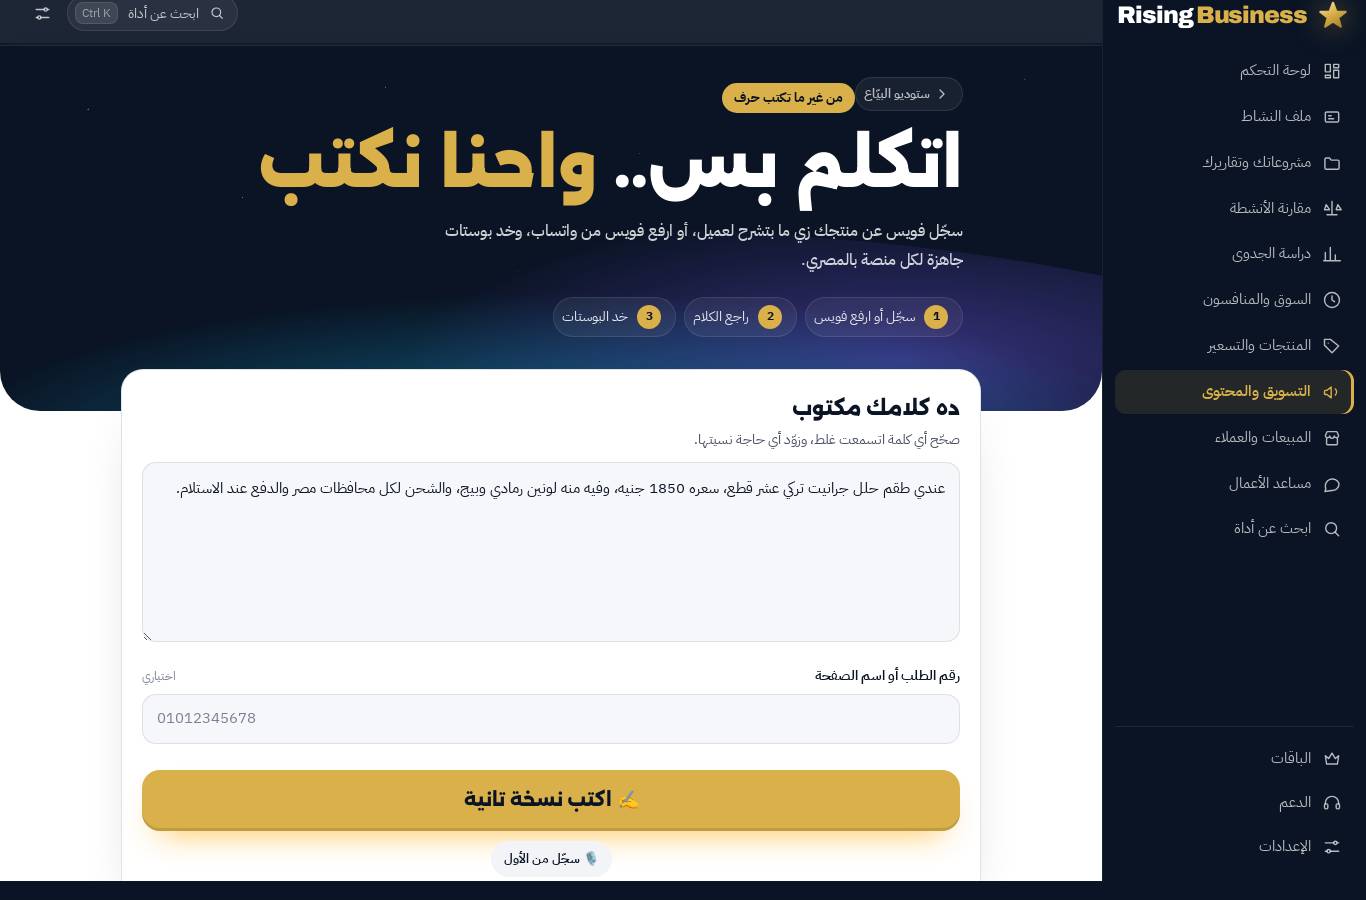 Rising Business
لوحة التحكم
ملف النشاط
مشروعاتك وتقاريرك
مقارنة الأنشطة
دراسة الجدوى
السوق والمنافسون
المنتجات والتسعير
التسويق والمحتوى
المبيعات والعملاء
مساعد الأعمال
ابحث عن أداة
الباقات
الدعم
الإعدادات
ابحث عن أداة Ctrl K
ستوديو البيّاع
من غير ما تكتب حرف
اتكلم بس.. واحنا نكتب
سجّل فويس عن منتجك زي ما بتشرح لعميل، أو ارفع فويس من واتساب، وخد بوستات
جاهزة لكل منصة بالمصري.
1 سجّل أو ارفع فويس
2 راجع الكلام
3 خد البوستات
ده كلامك مكتوب
صحّح أي كلمة اتسمعت غلط، وزوّد أي حاجة نسيتها.
عندي طقم حلل جرانيت تركي عشر قطع، سعره 1850 جنيه، وفيه منه لونين رمادي وبيج، والشحن لكل محافظات مصر والدفع عند الاستلام.
رقم الطلب أو اسم الصفحة
اختياري
01012345678
✍️ اكتب نسخة تانية
🎙️ سجّل من الأول